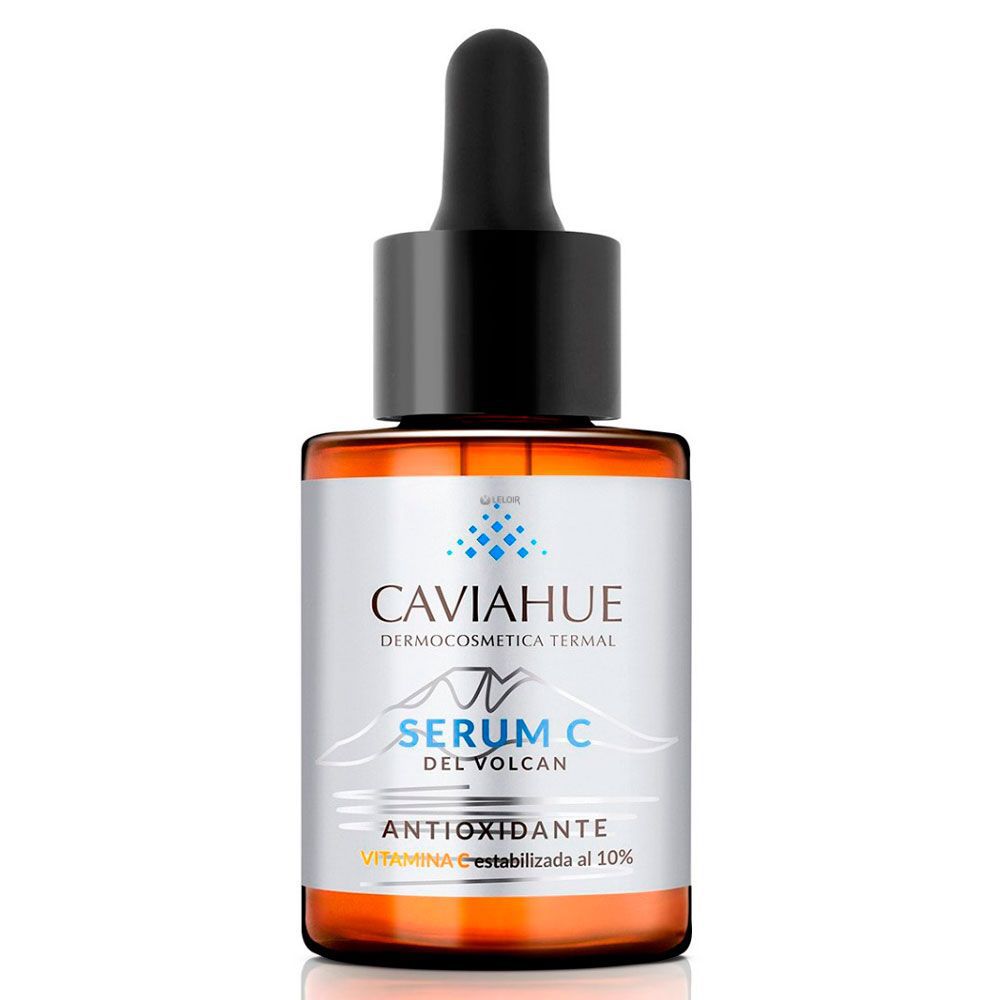 LELOIR
CAVIAHUE
DERMOCOSMETICA TERMAL
SERUM C
DEL VOLCAN
ANTIOXIDANTE
VITAMINA C estabilizada al 10%